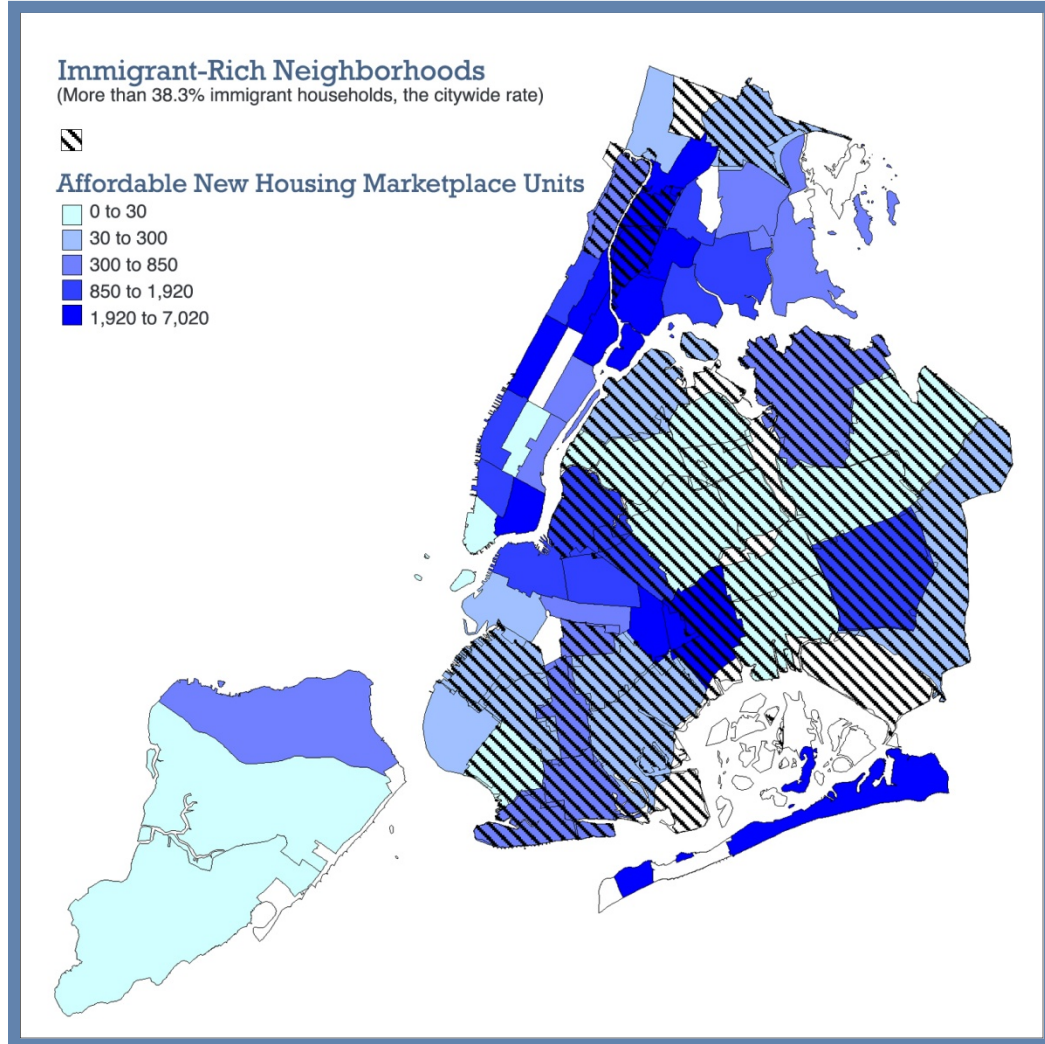 Immigrant-Rich Neighborhoods
(More than 38.3% immigrant households, the citywide rate)
Affordable New Housing Marketplace Units
0 to 30
30 to 300
300 to 850
850 to 1,920
1,920 to 7,020